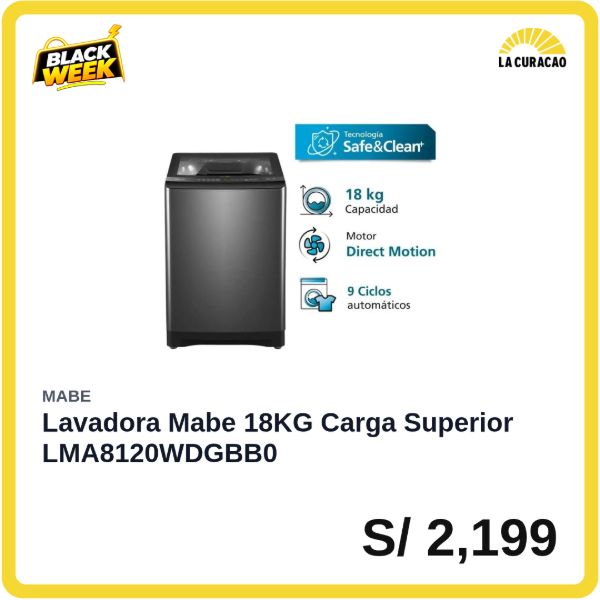 BLACK
WEEK
LA CURACAO
Tecnología
Safe&Clean+
18 kg
Capacidad
Motor
Direct Motion
9 Ciclos
automáticos
MABE
Lavadora Mabe 18KG Carga Superior
LMA8120WDGBB0
S/ 2,199